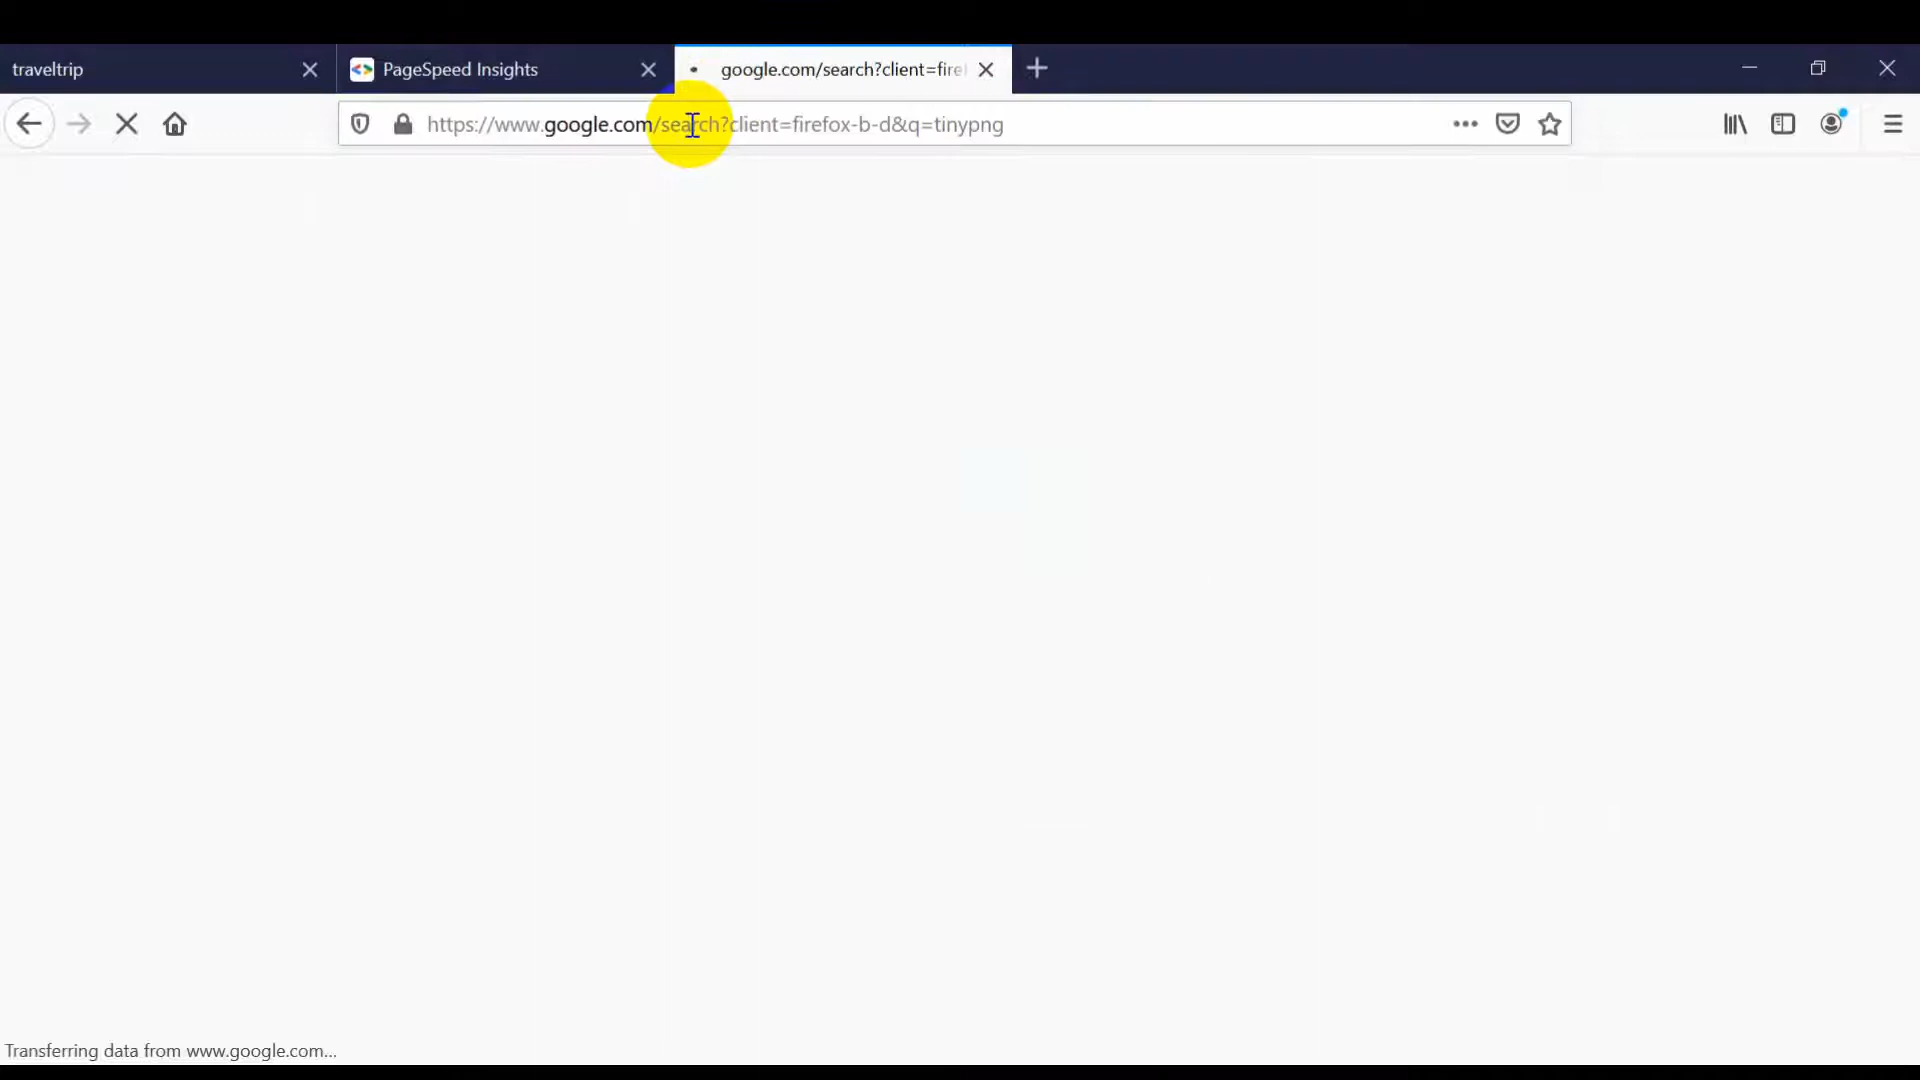 traveltrip
PageSpeed Insights
google.com/search?client=firef
https://www.google.com/search?client=firefox-b-d&q=tinypng
Transferring data from www.google.com...